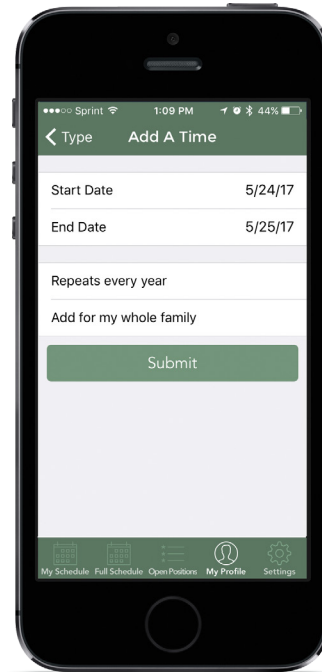 Sprint 1:09 PM 44%
Type Add A Time
Start Date 5/24/17
End Date 5/25/17
Repeats every year
Add for my whole family
Submit
My Schedule Full Schedule Open Positions My Profile Settings